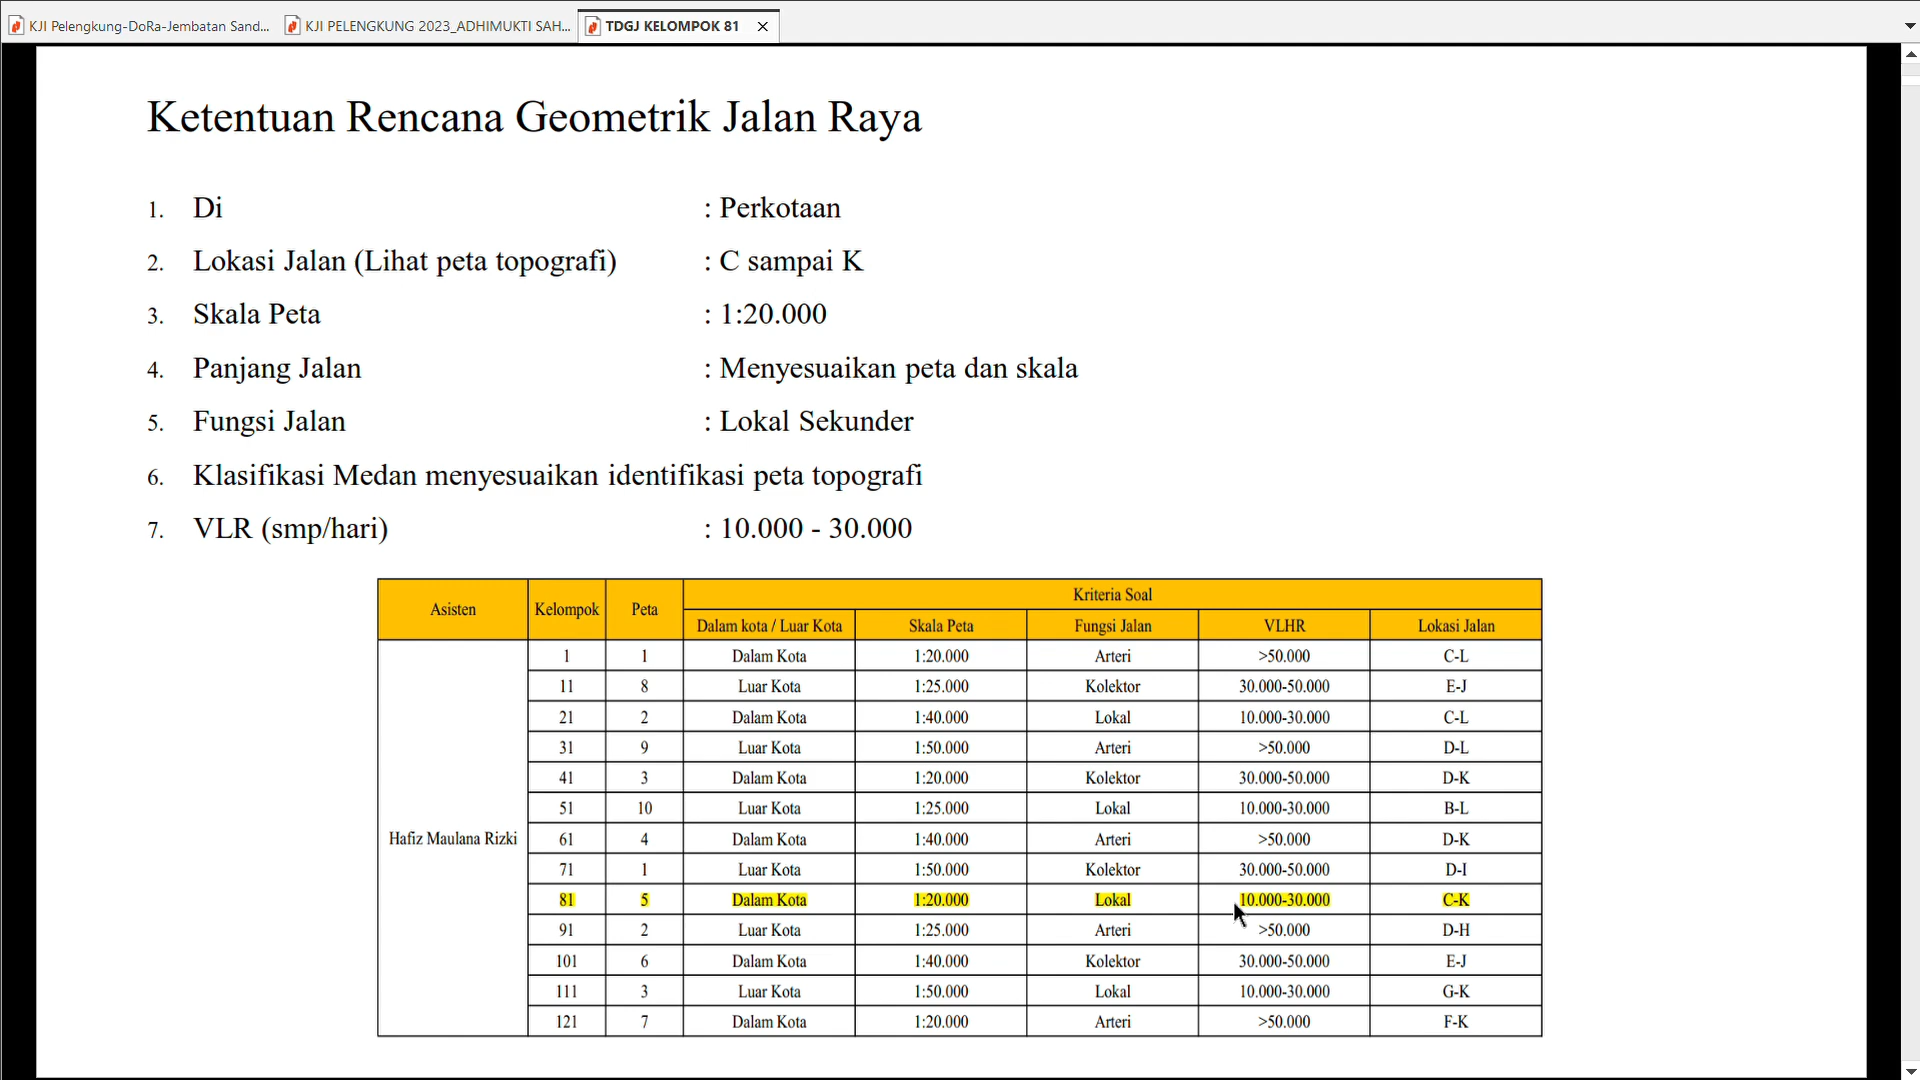 KJI Pelengkung-DoRa-Jembatan Sand... KJI PELENGKUNG 2023_ADHIMUKTI SAH... TDGJ KELOMPOK 81
Ketentuan Rencana Geometrik Jalan Raya
1. Di : Perkotaan
2. Lokasi Jalan (Lihat peta topografi) : C sampai K
3. Skala Peta : 1:20.000
4. Panjang Jalan : Menyesuaikan peta dan skala
5. Fungsi Jalan : Lokal Sekunder
6. Klasifikasi Medan menyesuaikan identifikasi peta topografi
7. VLR (smp/hari) : 10.000 - 30.000
Asisten Kelompok Peta Kriteria Soal
Dalam kota / Luar Kota Skala Peta Fungsi Jalan VLHR Lokasi Jalan
1 1 Dalam Kota 1:20.000 Arteri >50.000 C-L
11 8 Luar Kota 1:25.000 Kolektor 30.000-50.000 E-J
21 2 Dalam Kota 1:40.000 Lokal 10.000-30.000 C-L
31 9 Luar Kota 1:50.000 Arteri >50.000 D-L
41 3 Dalam Kota 1:20.000 Kolektor 30.000-50.000 D-K
51 10 Luar Kota 1:25.000 Lokal 10.000-30.000 B-L
Hafiz Maulana Rizki 61 4 Dalam Kota 1:40.000 Arteri >50.000 D-K
71 1 Luar Kota 1:50.000 Kolektor 30.000-50.000 D-I
81 5 Dalam Kota 1:20.000 Lokal 10.000-30.000 C-K
91 2 Luar Kota 1:25.000 Arteri >50.000 D-H
101 6 Dalam Kota 1:40.000 Kolektor 30.000-50.000 E-J
111 3 Luar Kota 1:50.000 Lokal 10.000-30.000 G-K
121 7 Dalam Kota 1:20.000 Arteri >50.000 F-K